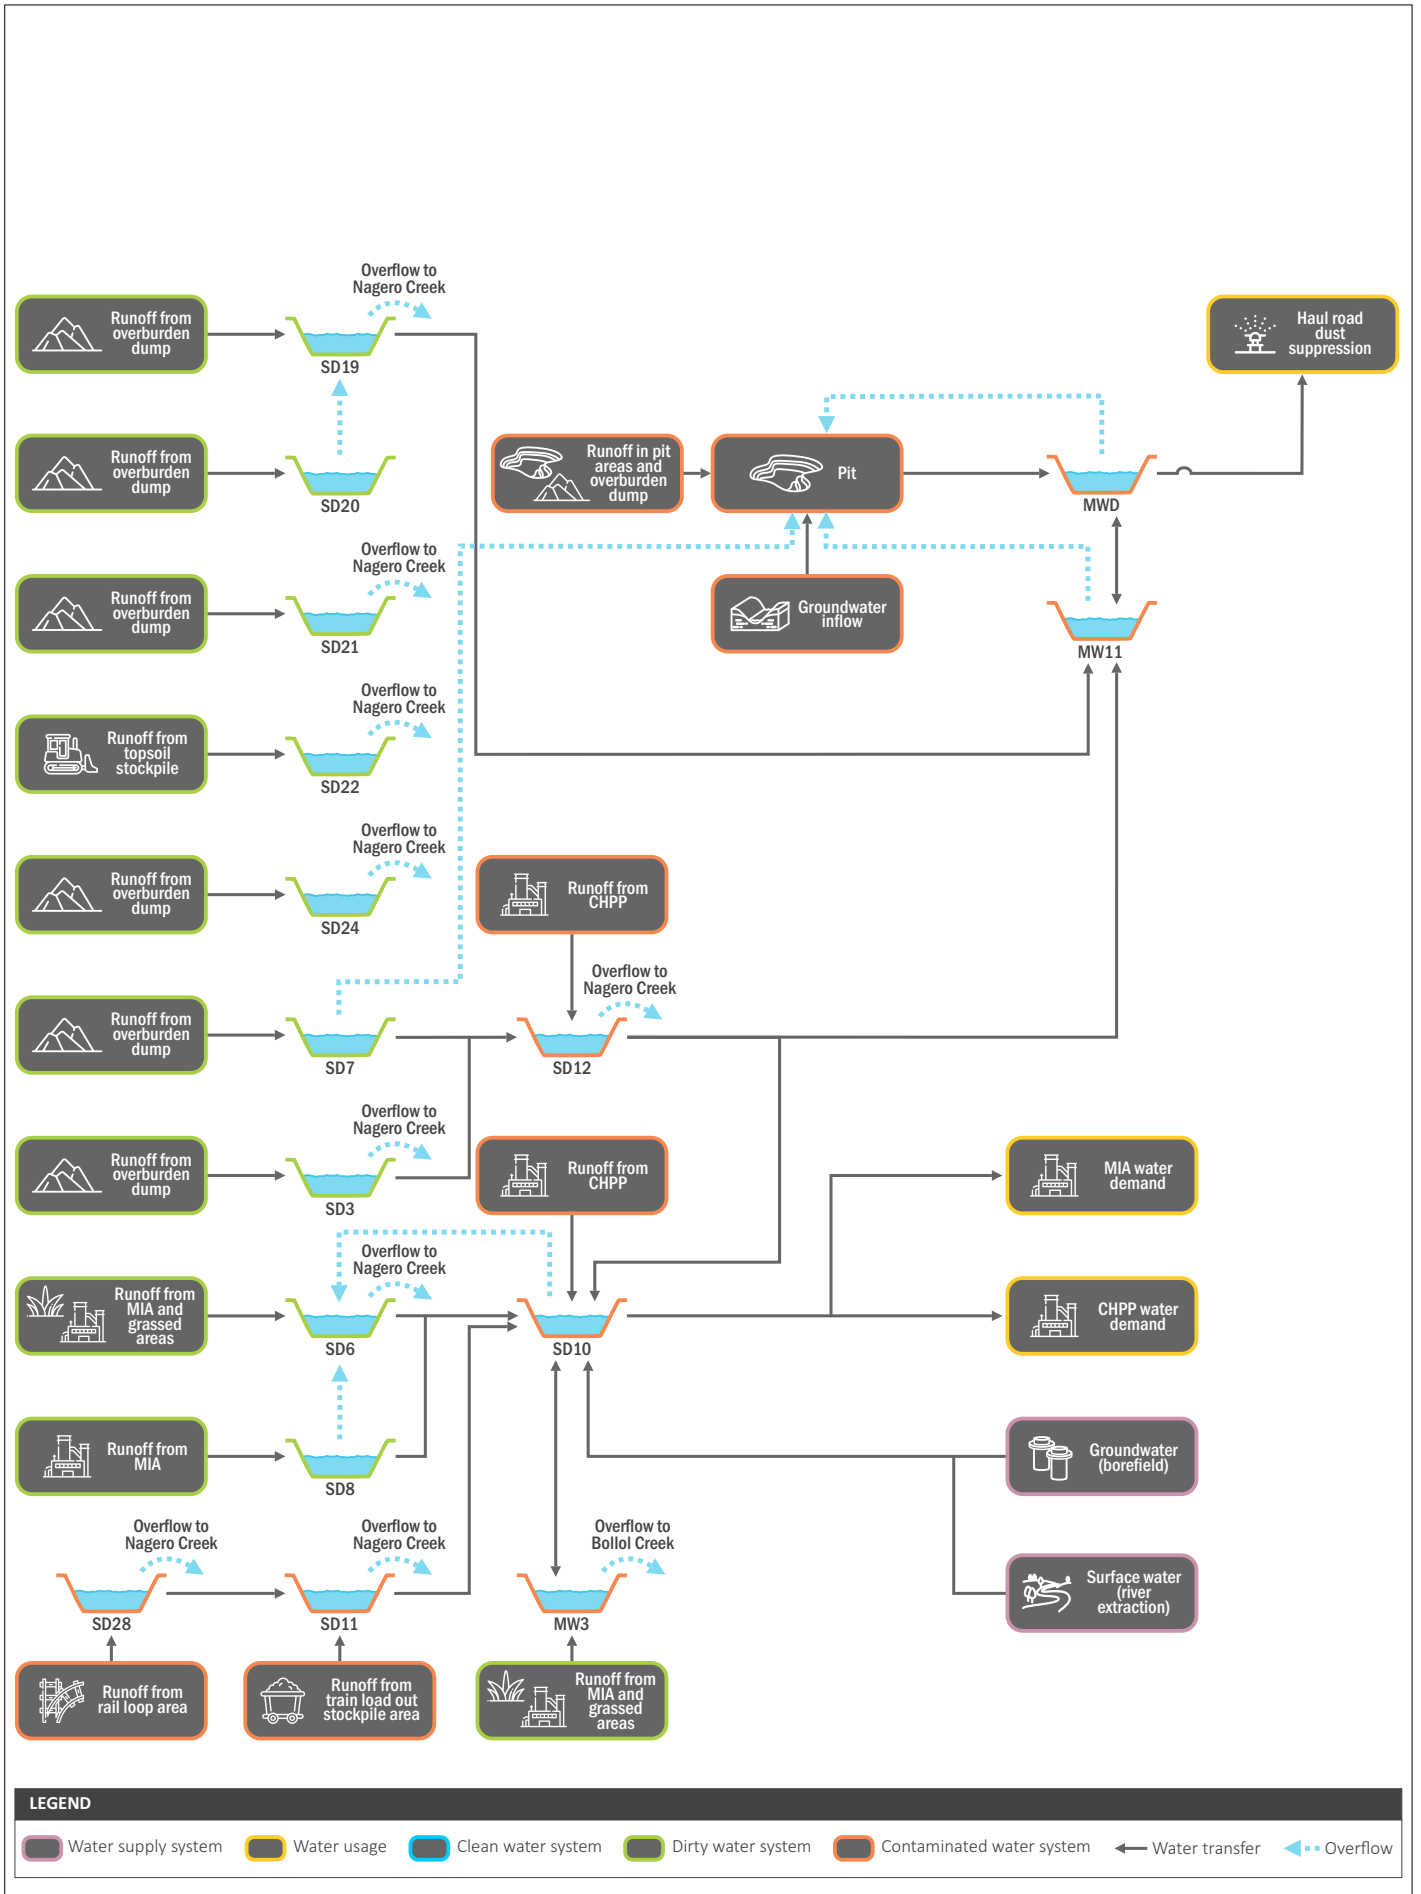 Overflow to
Nagero Creek
Runoff from
overburden
dump
SD19
Haul road
dust
suppression
Runoff from
overburden
dump
SD20
Runoff in pit
areas and
overburden
dump
Pit
MWD
Overflow to
Nagero Creek
Runoff from
overburden
dump
SD21
Groundwater
inflow
MW11
Overflow to
Nagero Creek
Runoff from
topsoil
stockpile
SD22
Overflow to
Nagero Creek
Runoff from
overburden
dump
SD24
Runoff from
CHPP
Overflow to
Nagero Creek
Runoff from
overburden
dump
SD7
SD12
Overflow to
Nagero Creek
Runoff from
overburden
dump
SD3
Runoff from
CHPP
MIA water
demand
Overflow to
Nagero Creek
Runoff from
MIA and
grassed
areas
SD6
SD10
CHPP water
demand
Runoff from
MIA
SD8
Groundwater
(borefield)
Overflow to
Nagero Creek
Overflow to
Nagero Creek
Overflow to
Bollol Creek
SD28
SD11
MW3
Surface water
(river
extraction)
Runoff from
rail loop area
Runoff from
train load out
stockpile area
Runoff from
MIA and
grassed
areas
LEGEND
Water supply system
Water usage
Clean water system
Dirty water system
Contaminated water system
Water transfer
Overflow